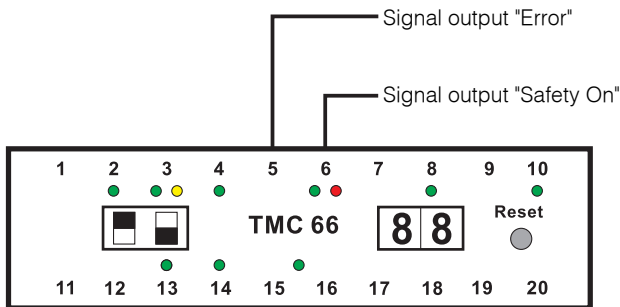 Signal output "Error"
Signal output "Safety On"
1 2 3 4 5 6 7 8 9 10
TMC 66 88 Reset
11 12 13 14 15 16 17 18 19 20